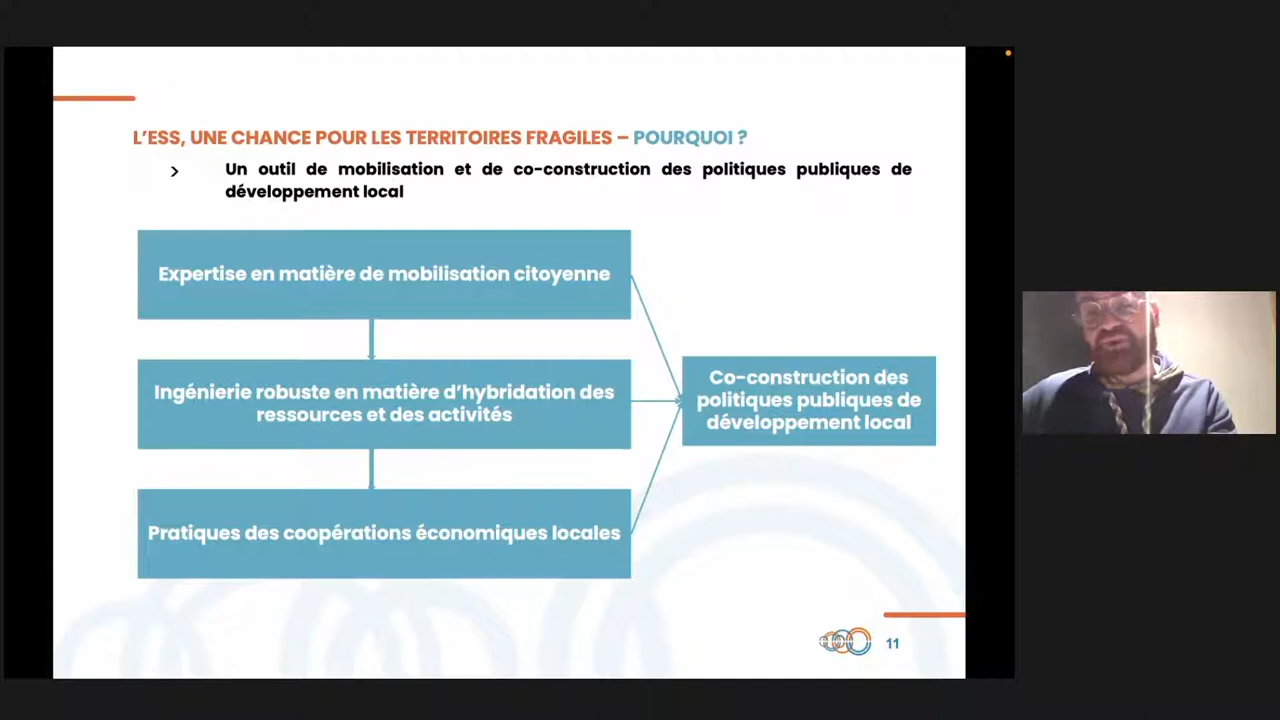 L'ESS, UNE CHANCE POUR LES TERRITOIRES FRAGILES – POURQUOI ?
Un outil de mobilisation et de co-construction des politiques publiques de
développement local
Expertise en matière de mobilisation citoyenne
Ingénierie robuste en matière d'hybridation des
ressources et des activités
Pratiques des coopérations économiques locales
Co-construction des
politiques publiques de
développement local
11